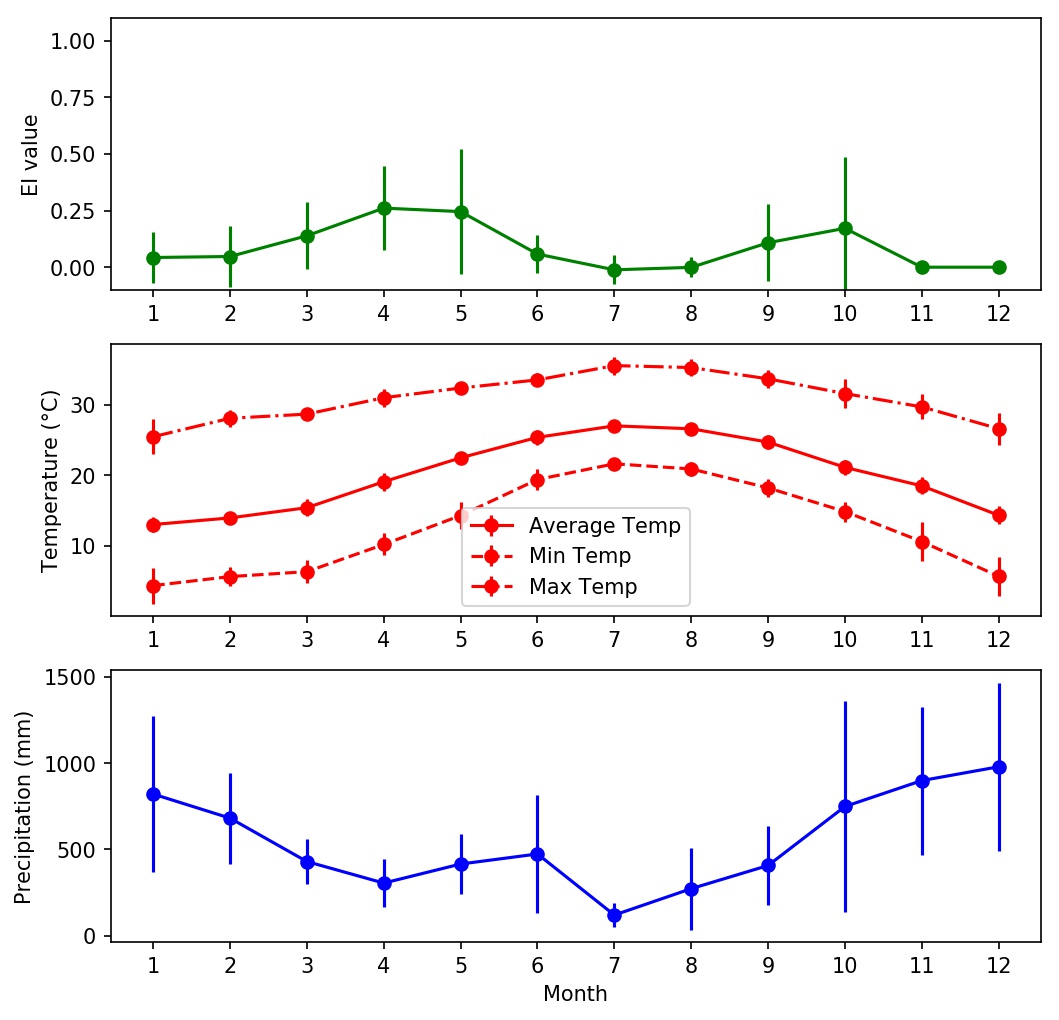 EI value
1.00
0.75
0.50
0.25
0.00
1 2 3 4 5 6 7 8 9 10 11 12
Temperature (°C)
30
20
10
Average Temp
Min Temp
Max Temp
1 2 3 4 5 6 7 8 9 10 11 12
Precipitation (mm)
1500
1000
500
0
1 2 3 4 5 6 7 8 9 10 11 12
Month